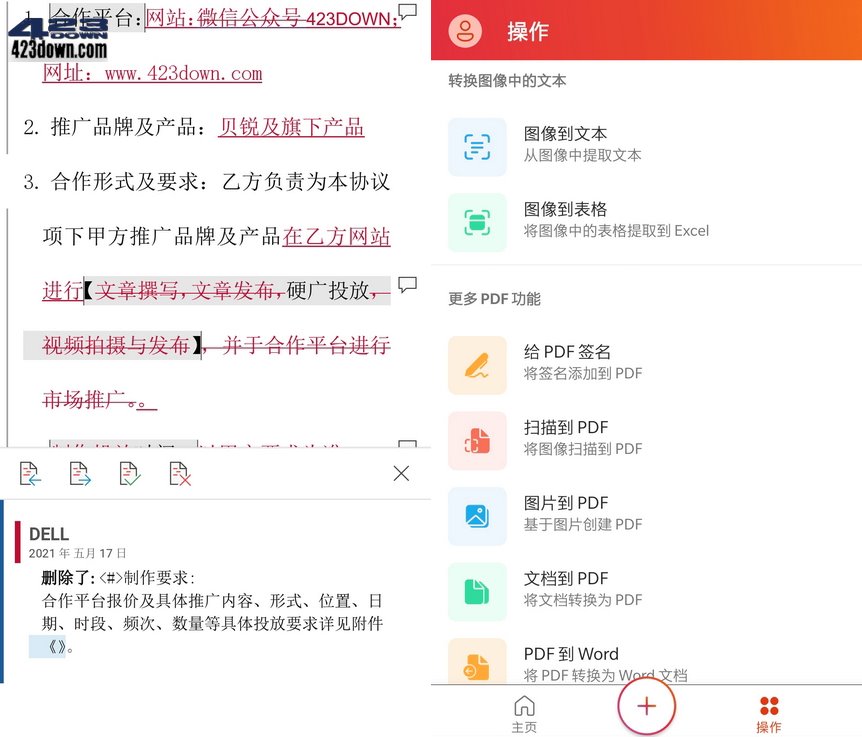 1. 合作平台：网站：微信公众号 423DOWN；
423DOWN
423down.com
网址：www.423down.com
2. 推广品牌及产品：贝锐及旗下产品
3. 合作形式及要求：乙方负责为本协议
项下甲方推广品牌及产品在乙方网站
进行【文章撰写，文章发布，硬广投放，
视频拍摄与发布】，并于合作平台进行
市场推广。。
DELL
2021 年 五月 17 日
删除了: <#>制作要求:
合作平台报价及具体推广内容、形式、位置、日
期、时段、频次、数量等具体投放要求详见附件
《》。
操作
转换图像中的文本
图像到文本
从图像中提取文本
图像到表格
将图像中的表格提取到 Excel
更多 PDF 功能
给 PDF 签名
将签名添加到 PDF
扫描到 PDF
将图像扫描到 PDF
图片到 PDF
基于图片创建 PDF
文档到 PDF
将文档转换为 PDF
PDF 到 Word
将 PDF 转换为 Word 文档
主页
操作